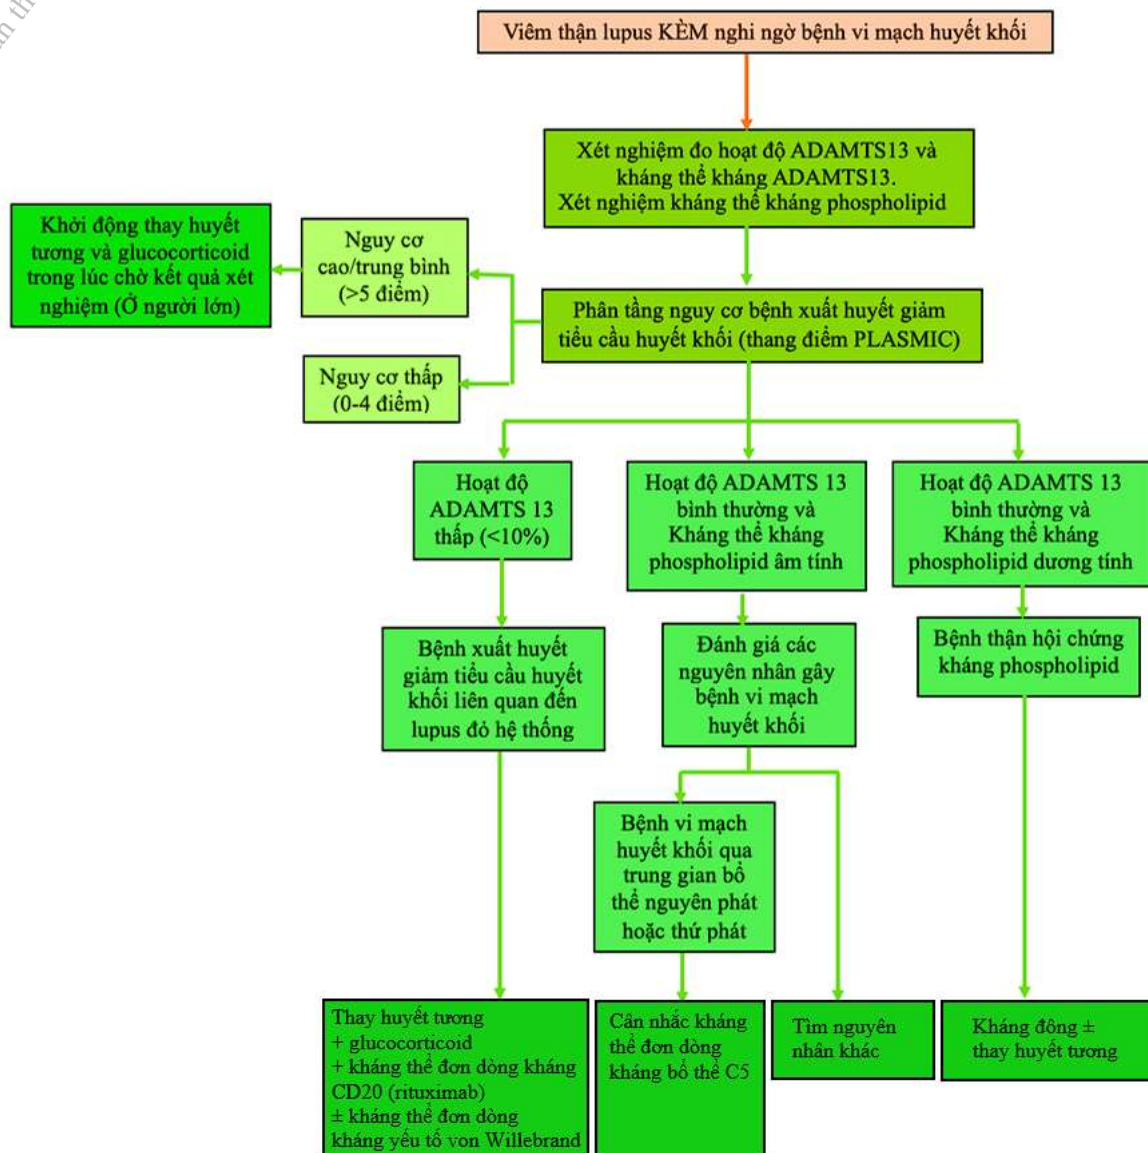 Viêm thận lupus KÈM nghi ngờ bệnh vi mạch huyết khối
Xét nghiệm đo hoạt độ ADAMTS13 và
kháng thể kháng ADAMTS13.
Xét nghiệm kháng thể kháng phospholipid
Khởi động thay huyết
tương và glucocorticoid
trong lúc chờ kết quả xét
nghiệm (Ở người lớn)
Nguy cơ
cao/trung bình
(>5 điểm)
Phân tầng nguy cơ bệnh xuất huyết giảm
tiểu cầu huyết khối (thang điểm PLASMIC)
Nguy cơ thấp
(0-4 điểm)
Hoạt độ
ADAMTS 13
thấp (<10%)
Hoạt độ ADAMTS 13
bình thường và
Kháng thể kháng
phospholipid âm tính
Hoạt độ ADAMTS 13
bình thường và
Kháng thể kháng
phospholipid dương tính
Bệnh xuất huyết
giảm tiểu cầu huyết
khối liên quan đến
lupus đỏ hệ thống
Đánh giá các
nguyên nhân gây
bệnh vi mạch
huyết khối
Bệnh thận hội chứng
kháng phospholipid
Bệnh vi mạch
huyết khối qua
trung gian bổ
thể nguyên phát
hoặc thứ phát
Thay huyết tương
+ glucocorticoid
+ kháng thể đơn dòng kháng
CD20 (rituximab)
± kháng thể đơn dòng
kháng yếu tố von Willebrand
Cân nhắc kháng
thể đơn dòng
kháng bổ thể C5
Tìm nguyên
nhân khác
Kháng đông ±
thay huyết tương